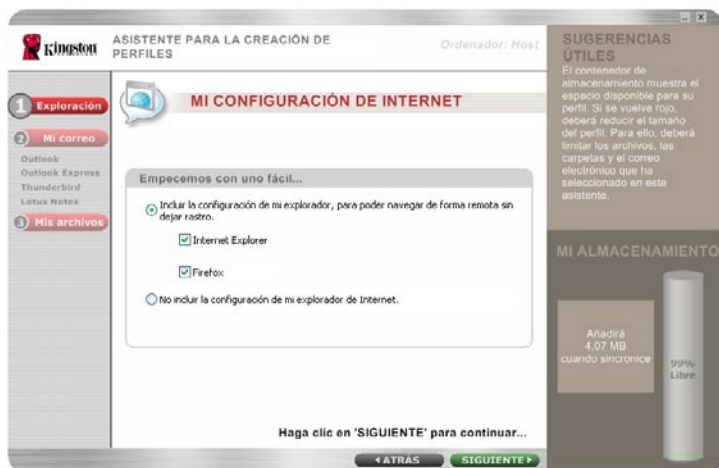 Kingston
ASISTENTE PARA LA CREACIÓN DE
PERFILES
Ordenador: Host
1 Exploración
2 Mi correo
Outlook
Outlook Express
Thunderbird
Lotus Notes
3 Mis archivos
MI CONFIGURACIÓN DE INTERNET
Empecemos con uno fácil...
Incluir la configuración de mi explorador, para poder navegar de forma remota sin
dejar rastro.
Internet Explorer
Firefox
No incluir la configuración de mi explorador de Internet.
Haga clic en 'SIGUIENTE' para continuar...
ATRÁS
SIGUIENTE
SUGERENCIAS
ÚTILES
El contenedor de
almacenamiento muestra el
espacio disponible para su
perfil. Si se vuelve rojo,
deberá reducir el tamaño
del perfil. Para ello, deberá
limitar los archivos, las
carpetas y el correo
electrónico que ha
seleccionado en este
asistente.
MI ALMACENAMIENTO
Añadirá
4,07 MB
cuando sincronice
99%
Libre